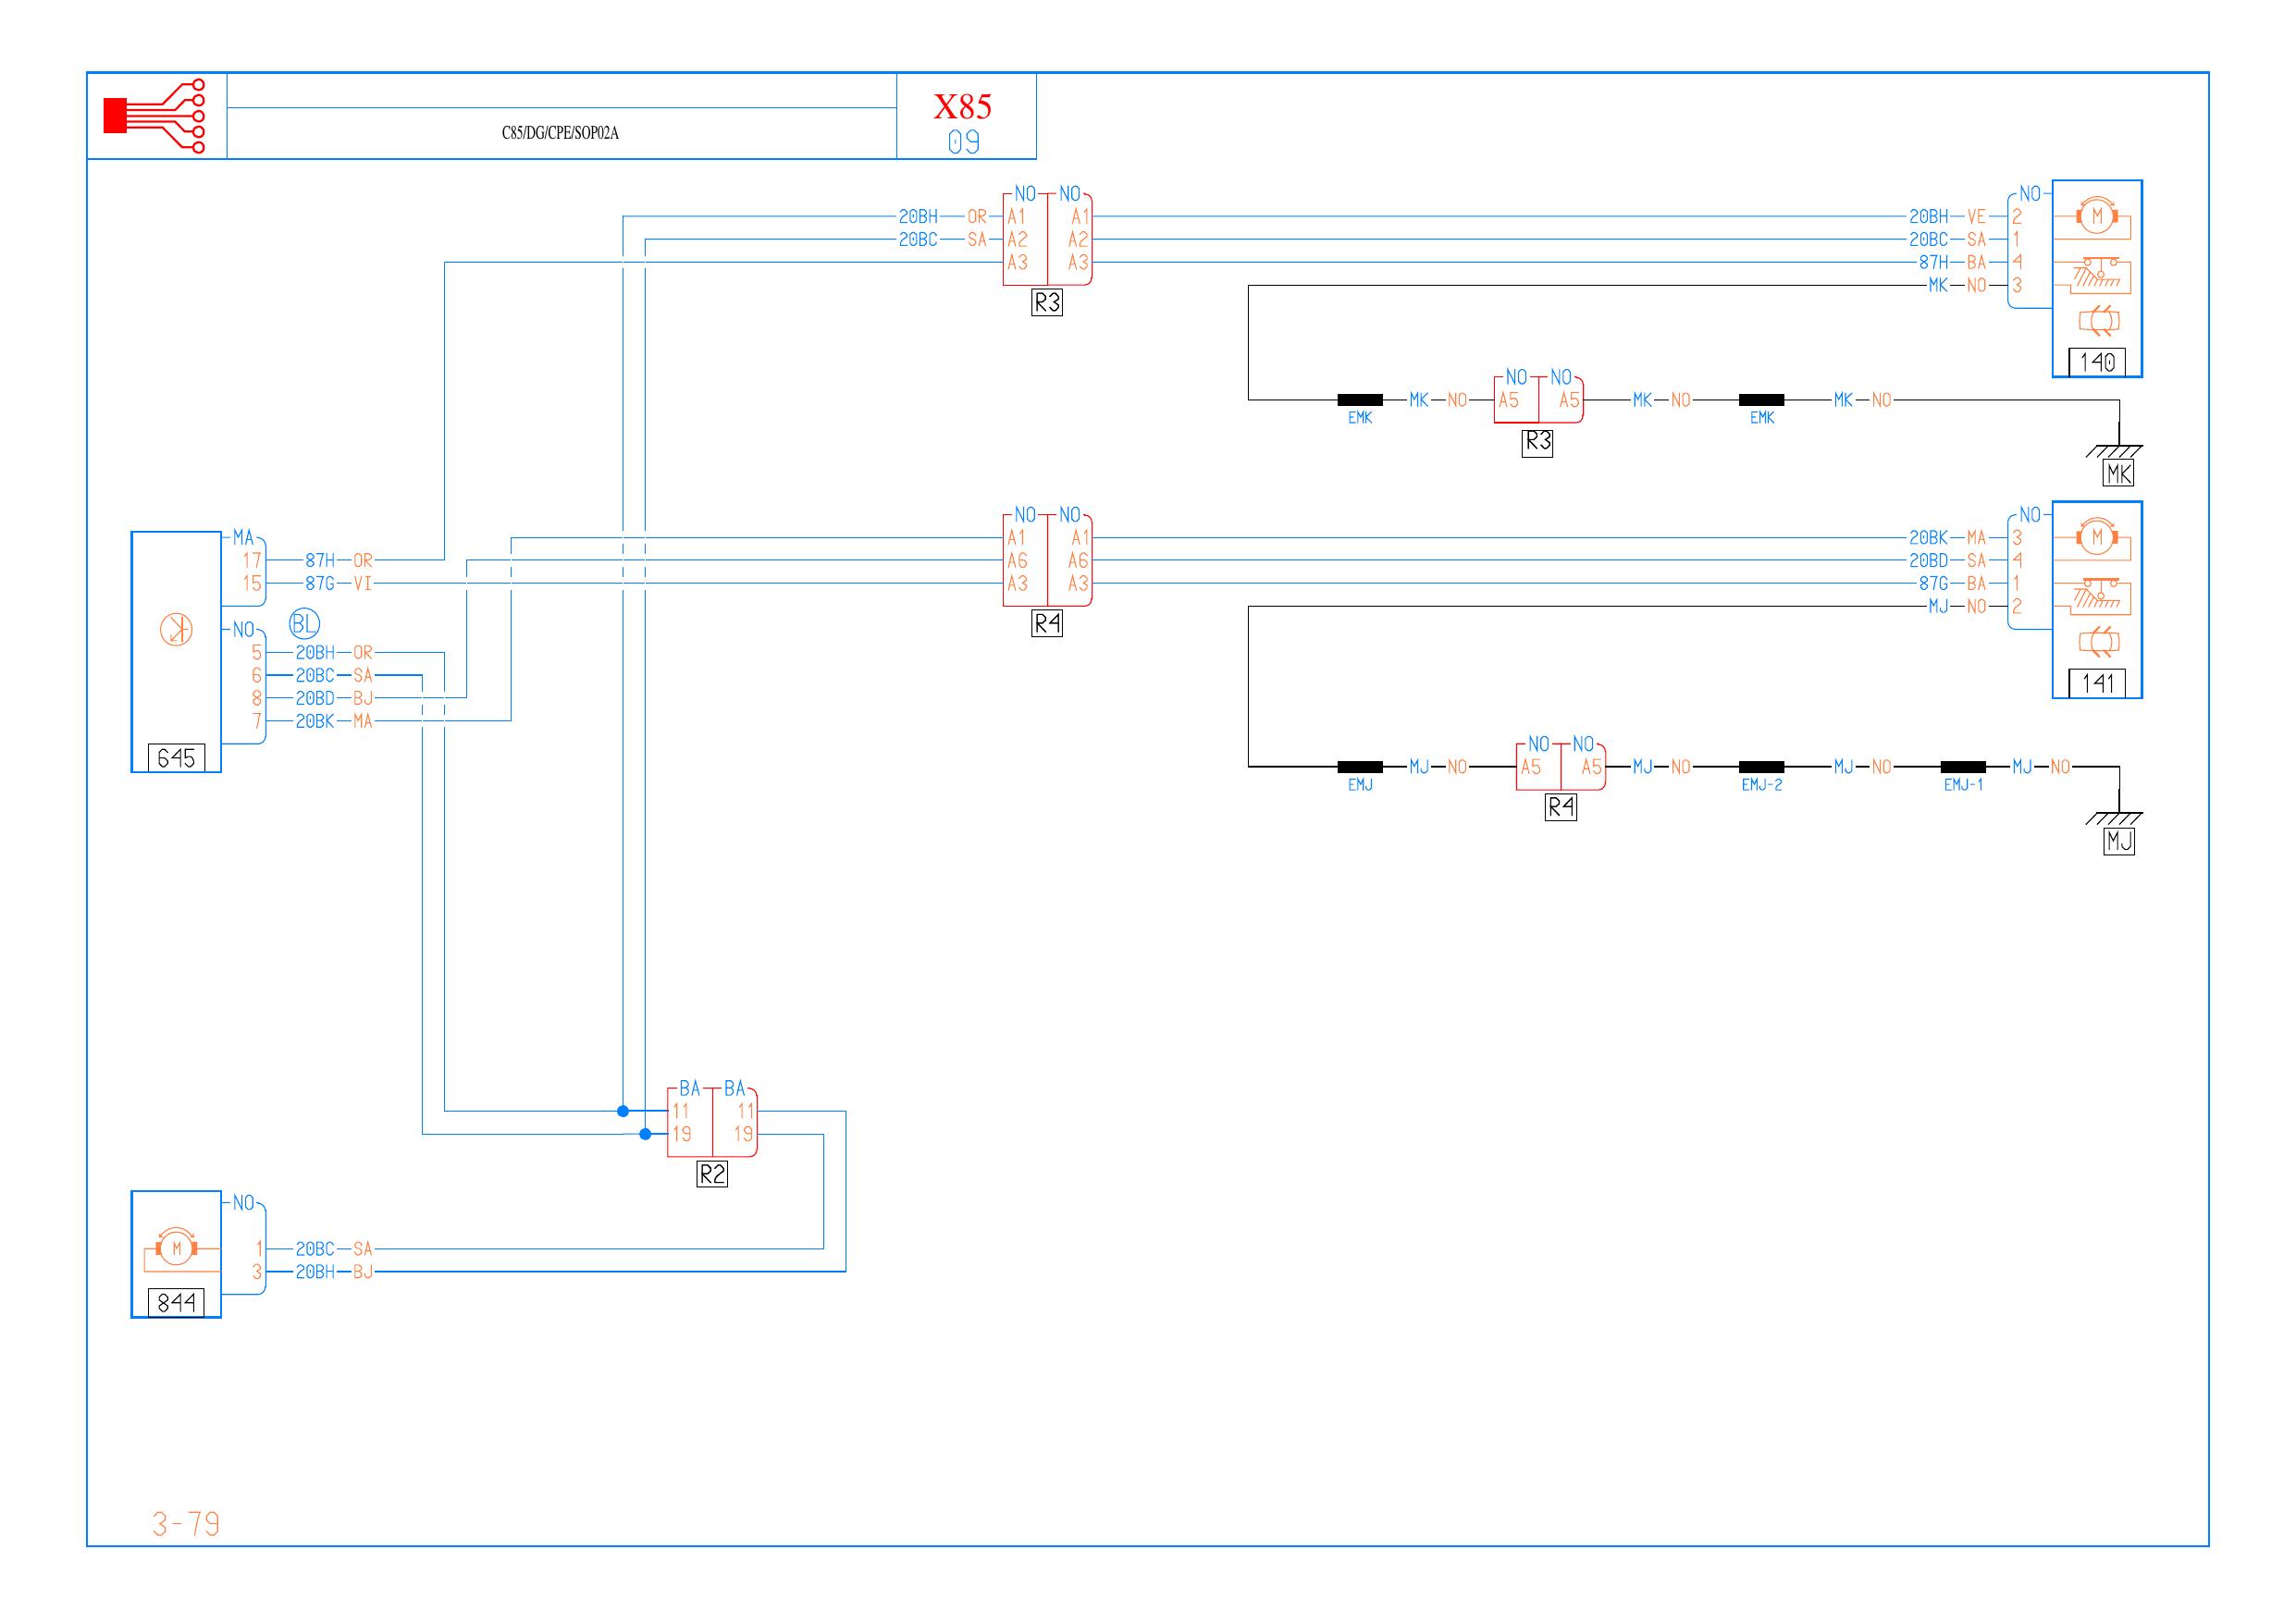 X85
C85/DG/CPE/SOP02A
09
NO NO NO
20BH OR A1 A1 20BH VE 2 M
20BC SA A2 A2 20BC SA 1
A3 A3 87H BA 4
MK NO 3
R3
140
NO NO
MK NO A5 A5 MK NO MK NO
EMK EMK
R3
MK
NO NO NO
MA A1 A1 20BK MA 3 M
17 87H OR A6 A6 20BD SA 4
15 87G VI A3 A3 87G BA 1
MJ NO 2
BL R4
NO
5 20BH OR
6 20BC SA
141
8 20BD BJ
7 20BK MA
645
NO NO
MJ NO A5 A5 MJ NO MJ NO MJ NO
EMJ EMJ-2 EMJ-1
R4
MJ
BA BA
11 11
19 19
R2
NO
M 1 20BC SA
3 20BH BJ
844
3-79